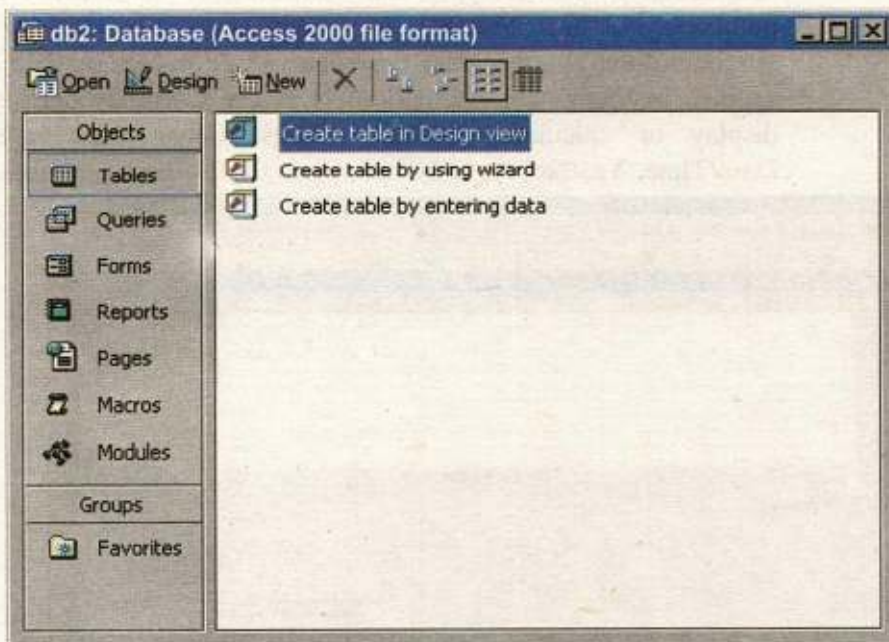 db2: Database (Access 2000 file format)
Open Design New
Objects
Tables
Queries
Forms
Reports
Pages
Macros
Modules
Groups
Favorites
Create table in Design view
Create table by using wizard
Create table by entering data